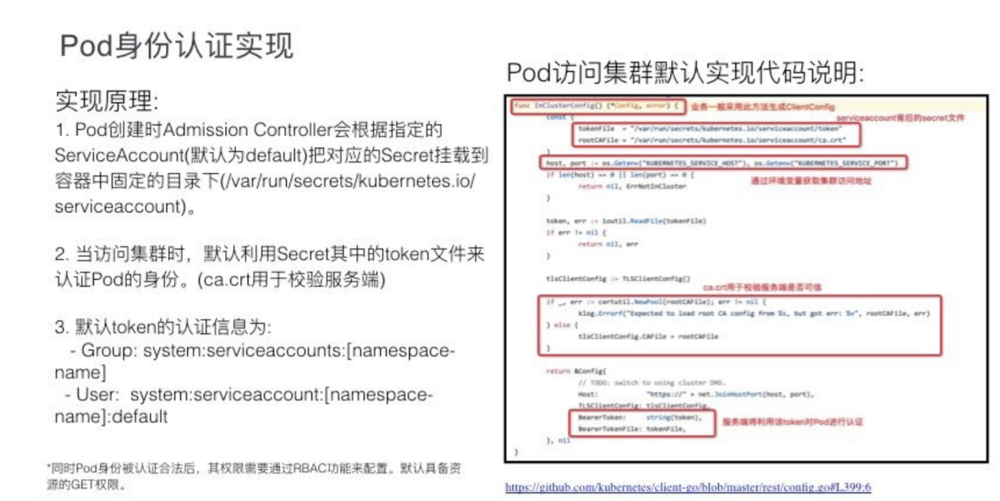 Pod身份认证实现
实现原理:
1. Pod创建时Admission Controller会根据指定的
ServiceAccount(默认为default)把对应的Secret挂载到
容器中固定的目录下(/var/run/secrets/kubernetes.io/
serviceaccount)。
2. 当访问集群时，默认利用Secret其中的token文件来
认证Pod的身份。(ca.crt用于校验服务端)
3. 默认token的认证信息为:
- Group: system:serviceaccounts:[namespace-
name]
- User: system:serviceaccount:[namespace-
name]:default
*同时Pod身份被认证合法后，其权限需要通过RBAC功能来配置。默认具备资
源的GET权限。
Pod访问集群默认实现代码说明:
func InClusterConfig() (*Config, error) { 业务一般采用此方法生成ClientConfig
const ( serviceaccount背后的secret文件
tokenFile = "/var/run/secrets/kubernetes.io/serviceaccount/token"
rootCAFile = "/var/run/secrets/kubernetes.io/serviceaccount/ca.crt"
)
host, port := os.Getenv("KUBERNETES_SERVICE_HOST"), os.Getenv("KUBERNETES_SERVICE_PORT")
if len(host) == 0 || len(port) == 0 { 通过环境变量获取集群访问地址
return nil, ErrNotInCluster
}
token, err := ioutil.ReadFile(tokenFile)
if err != nil {
return nil, err
}
tlsClientConfig := TLSClientConfig{}
ca.crt用于校验服务端是否可信
if _, err := certutil.NewPool(rootCAFile); err != nil {
klog.Errorf("Expected to load root CA config from %s, but got err: %v", rootCAFile, err)
} else {
tlsClientConfig.CAFile = rootCAFile
}
return &Config{
// TODO: switch to using cluster DNS.
Host: "https://" + net.JoinHostPort(host, port),
TLSClientConfig: tlsClientConfig,
BearerToken: string(token), 服务端将利用该token对Pod进行认证
BearerTokenFile: tokenFile,
}, nil
}
https://github.com/kubernetes/client-go/blob/master/rest/config.go#L399:6